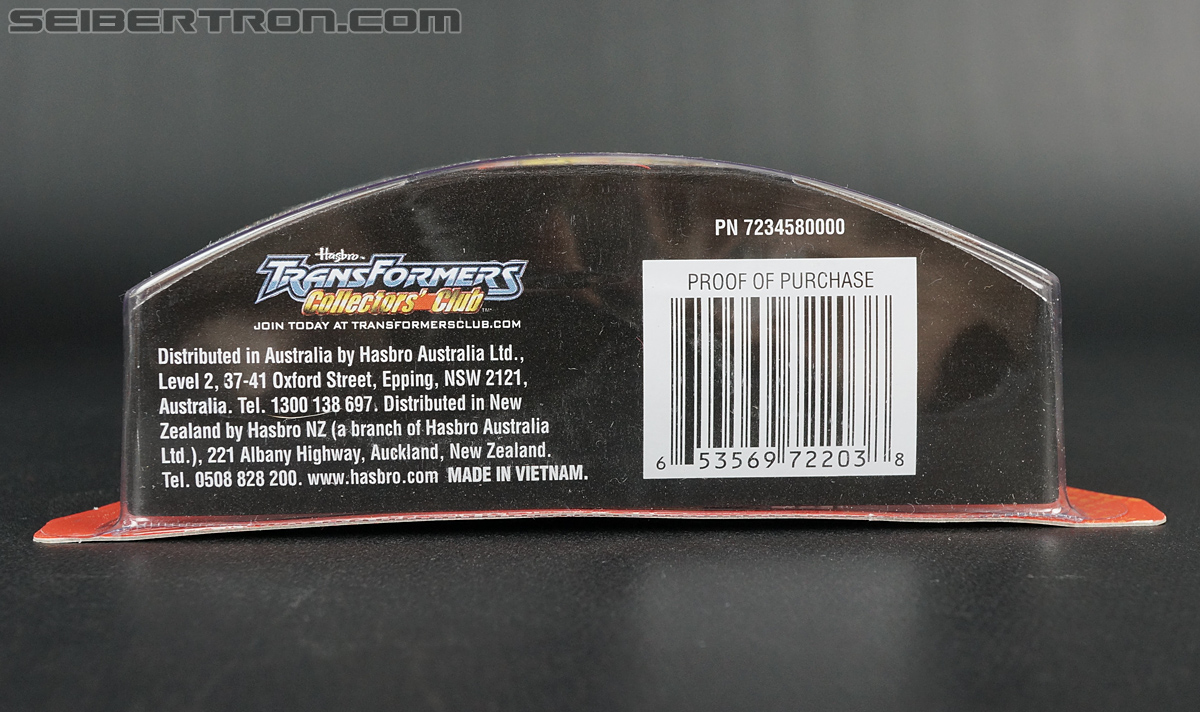 SEIBERTRON.COM
Hasbro™
TRANSFORMERS
Collectors' Club™
JOIN TODAY AT TRANSFORMERSCLUB.COM
Distributed in Australia by Hasbro Australia Ltd.,
Level 2, 37-41 Oxford Street, Epping, NSW 2121,
Australia. Tel. 1300 138 697. Distributed in New
Zealand by Hasbro NZ (a branch of Hasbro Australia
Ltd.), 221 Albany Highway, Auckland, New Zealand.
Tel. 0508 828 200. www.hasbro.com MADE IN VIETNAM.
PN 7234580000
PROOF OF PURCHASE
6 53569 72203 8